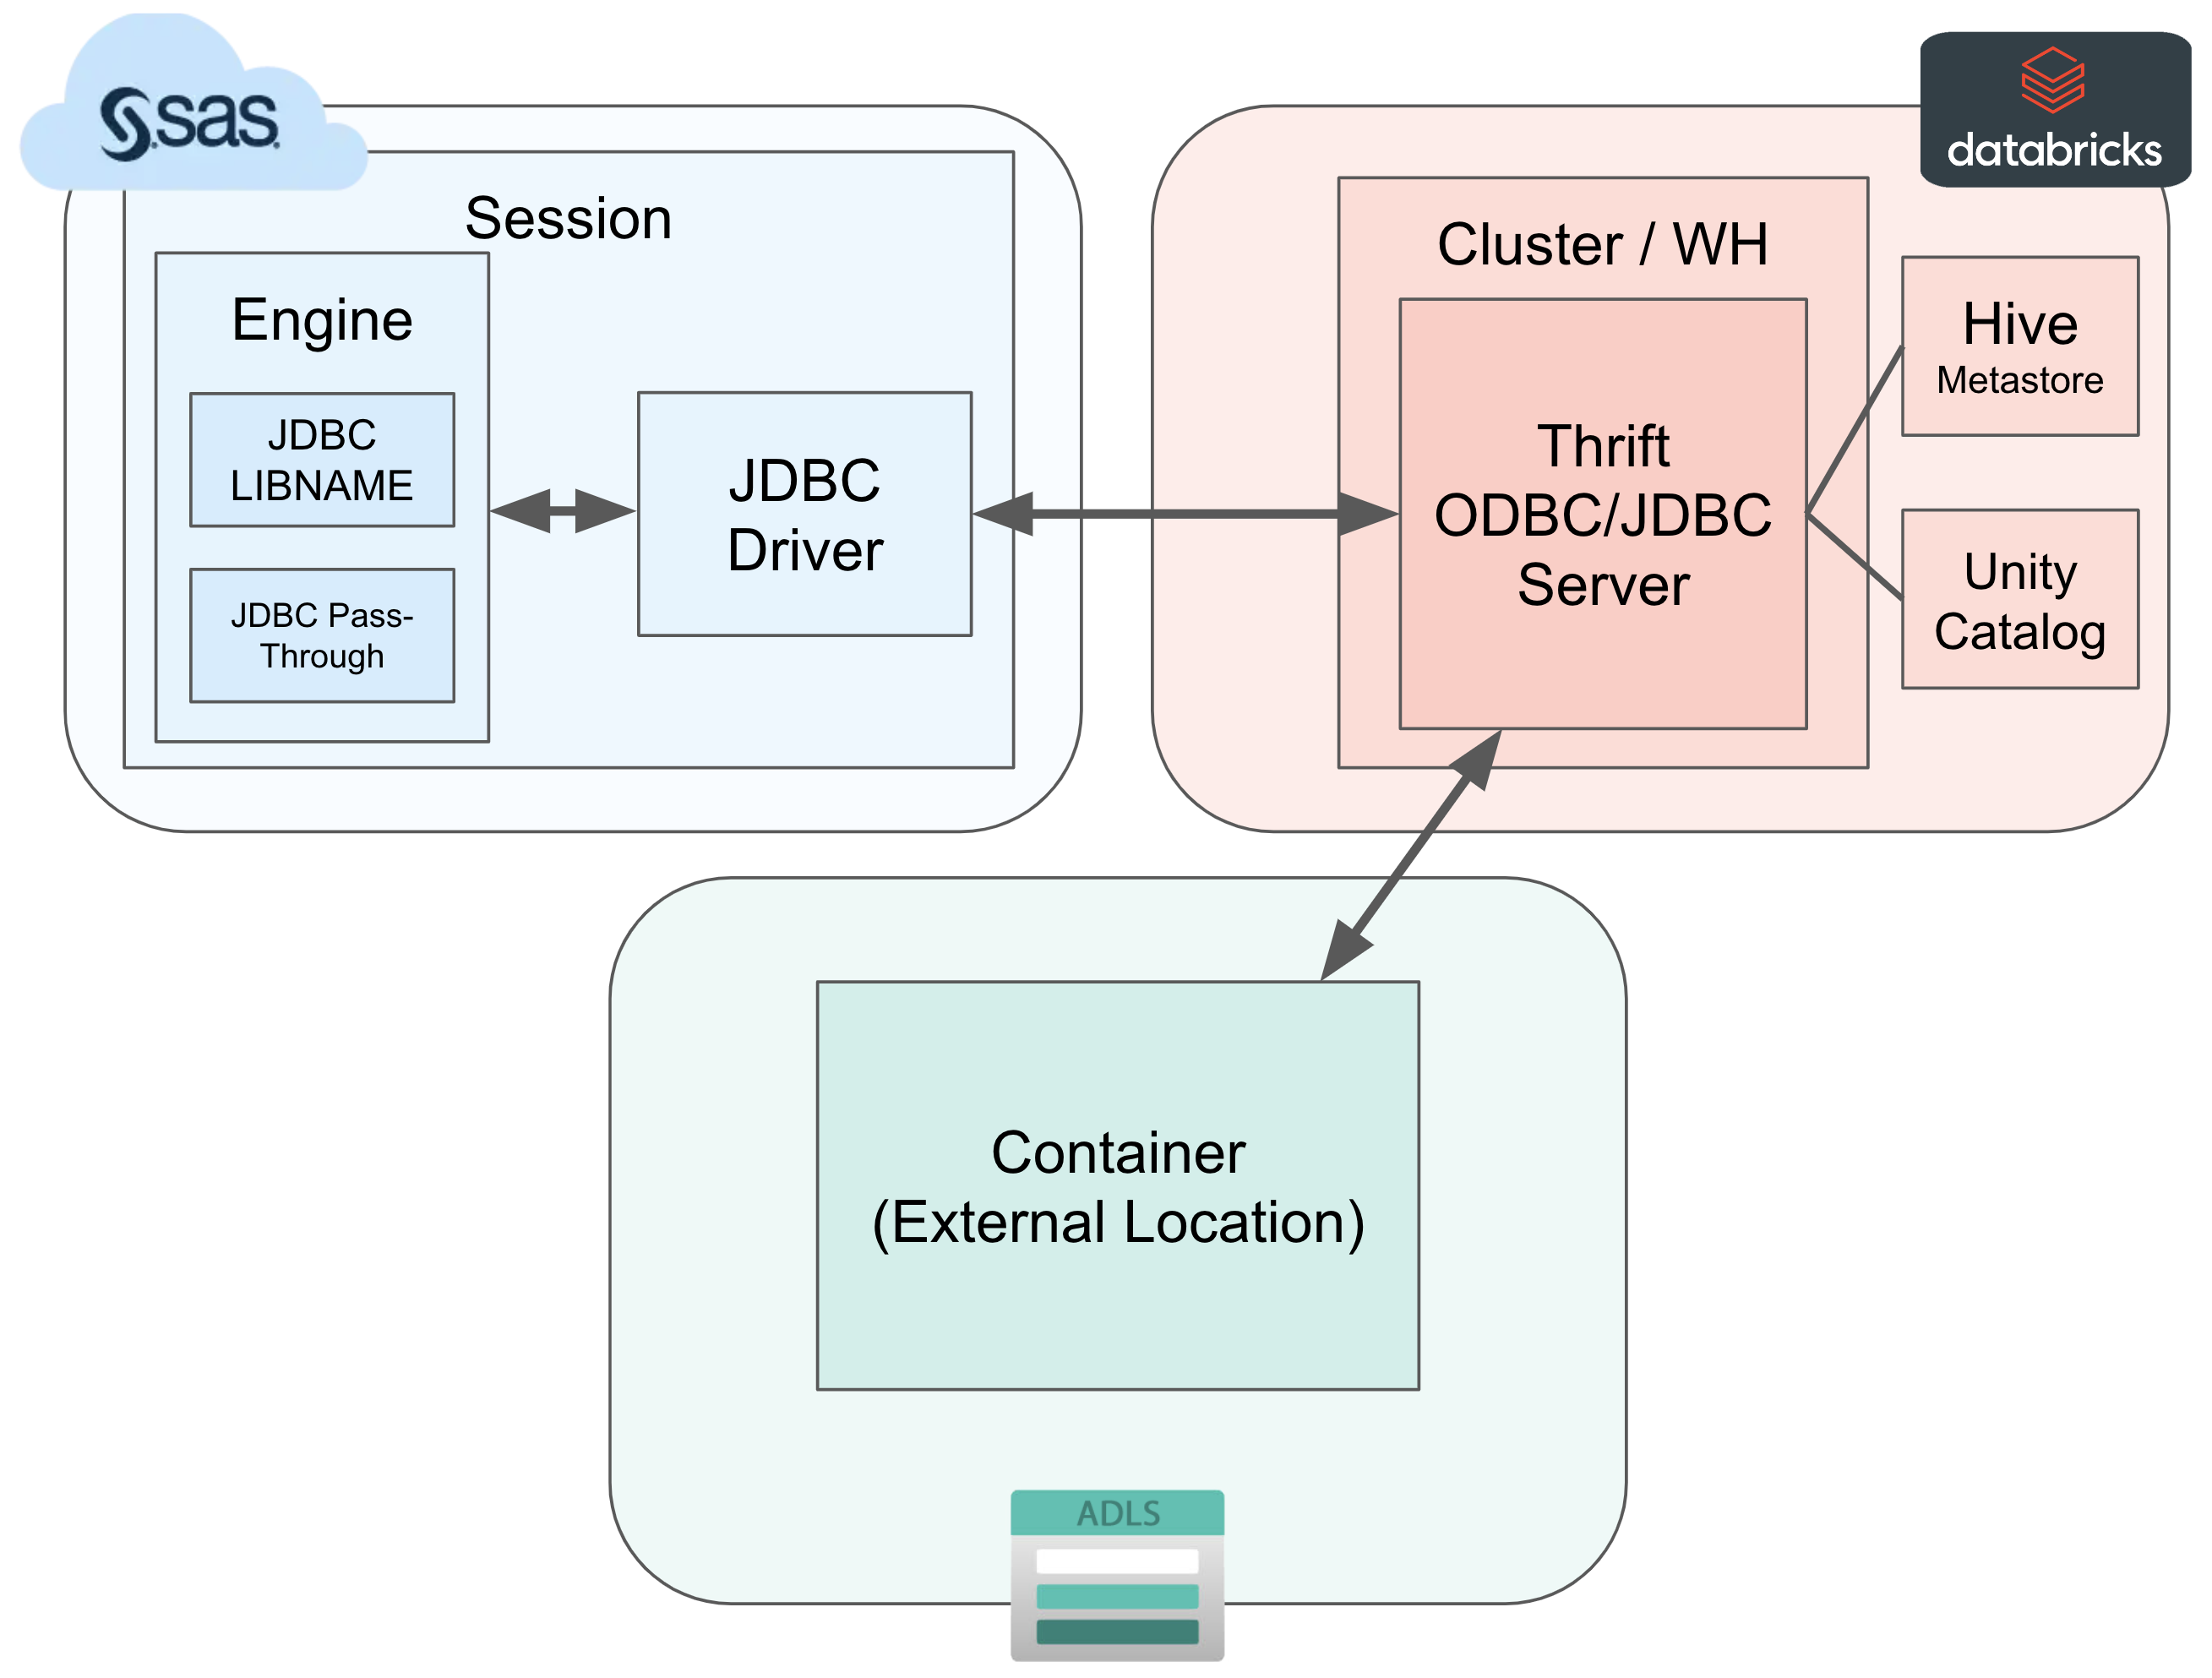 sas
Session
Engine
JDBC
LIBNAME
JDBC Pass-
Through
JDBC
Driver
databricks
Cluster / WH
Thrift
ODBC/JDBC
Server
Hive
Metastore
Unity
Catalog
Container
(External Location)
ADLS